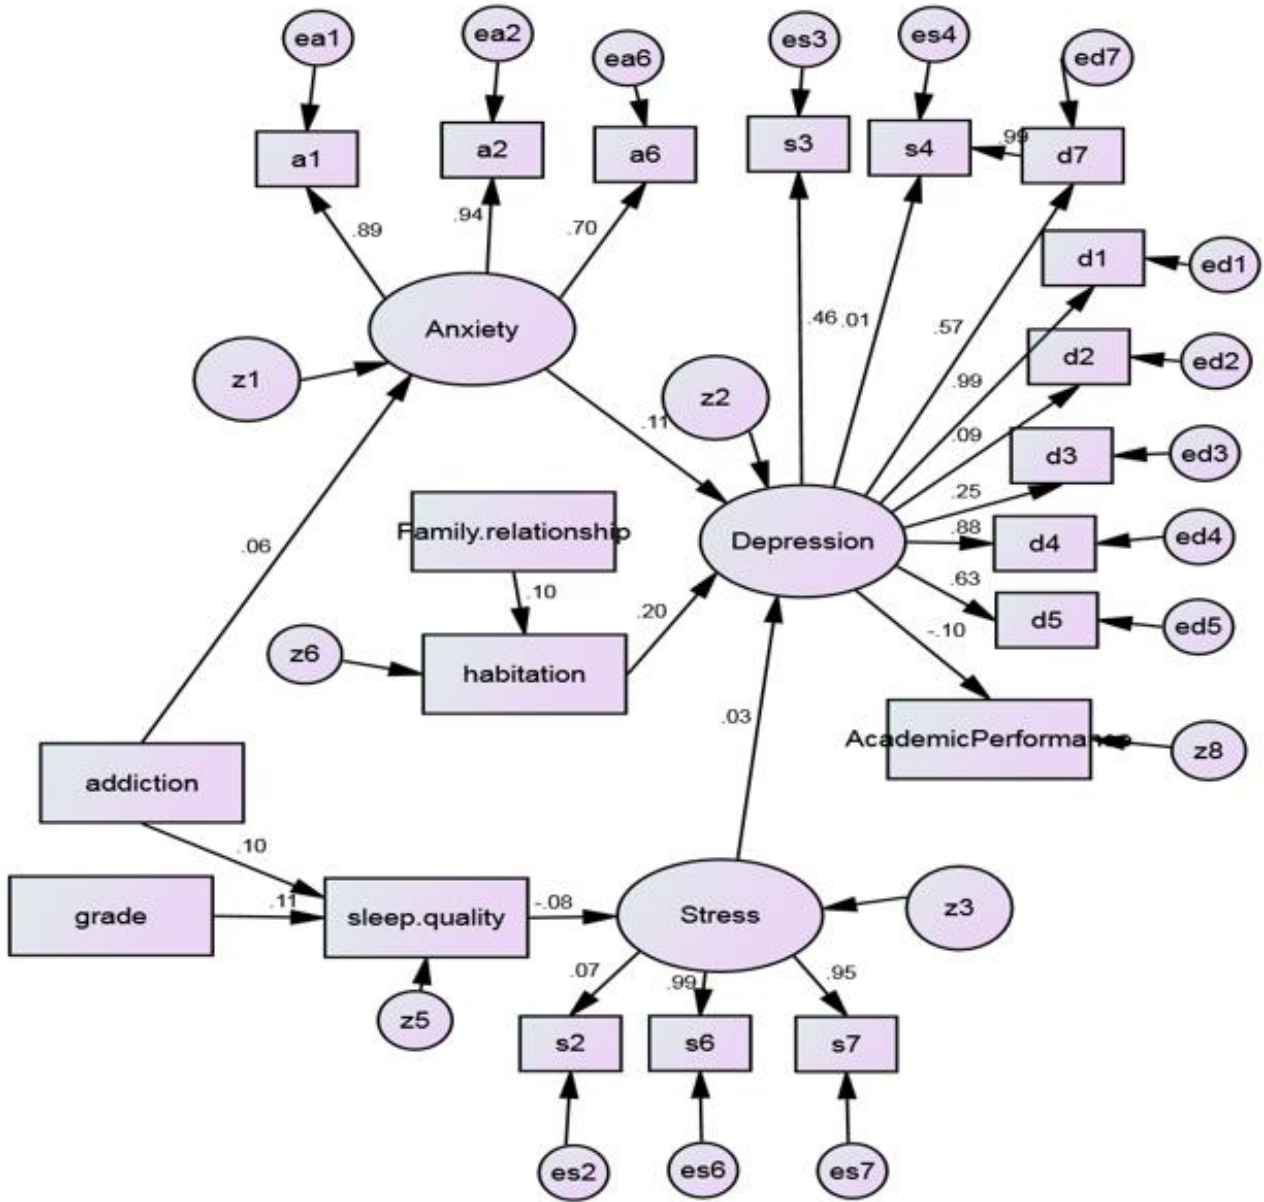 ea1
ea2
ea6
es3
es4
ed7
a1
a2
a6
s3
s4
.99
d7
.89
.94
.70
d1
ed1
Anxiety
.46
.01
.57
d2
ed2
z1
z2
.99
.11
.09
d3
ed3
.25
Family.relationship
Depression
.88
d4
ed4
.06
.10
.63
d5
ed5
.20
-.10
z6
habitation
.03
AcademicPerforma
z8
addiction
.10
grade
.11
sleep.quality
-.08
Stress
z3
z5
.07
.99
.95
s2
s6
s7
es2
es6
es7